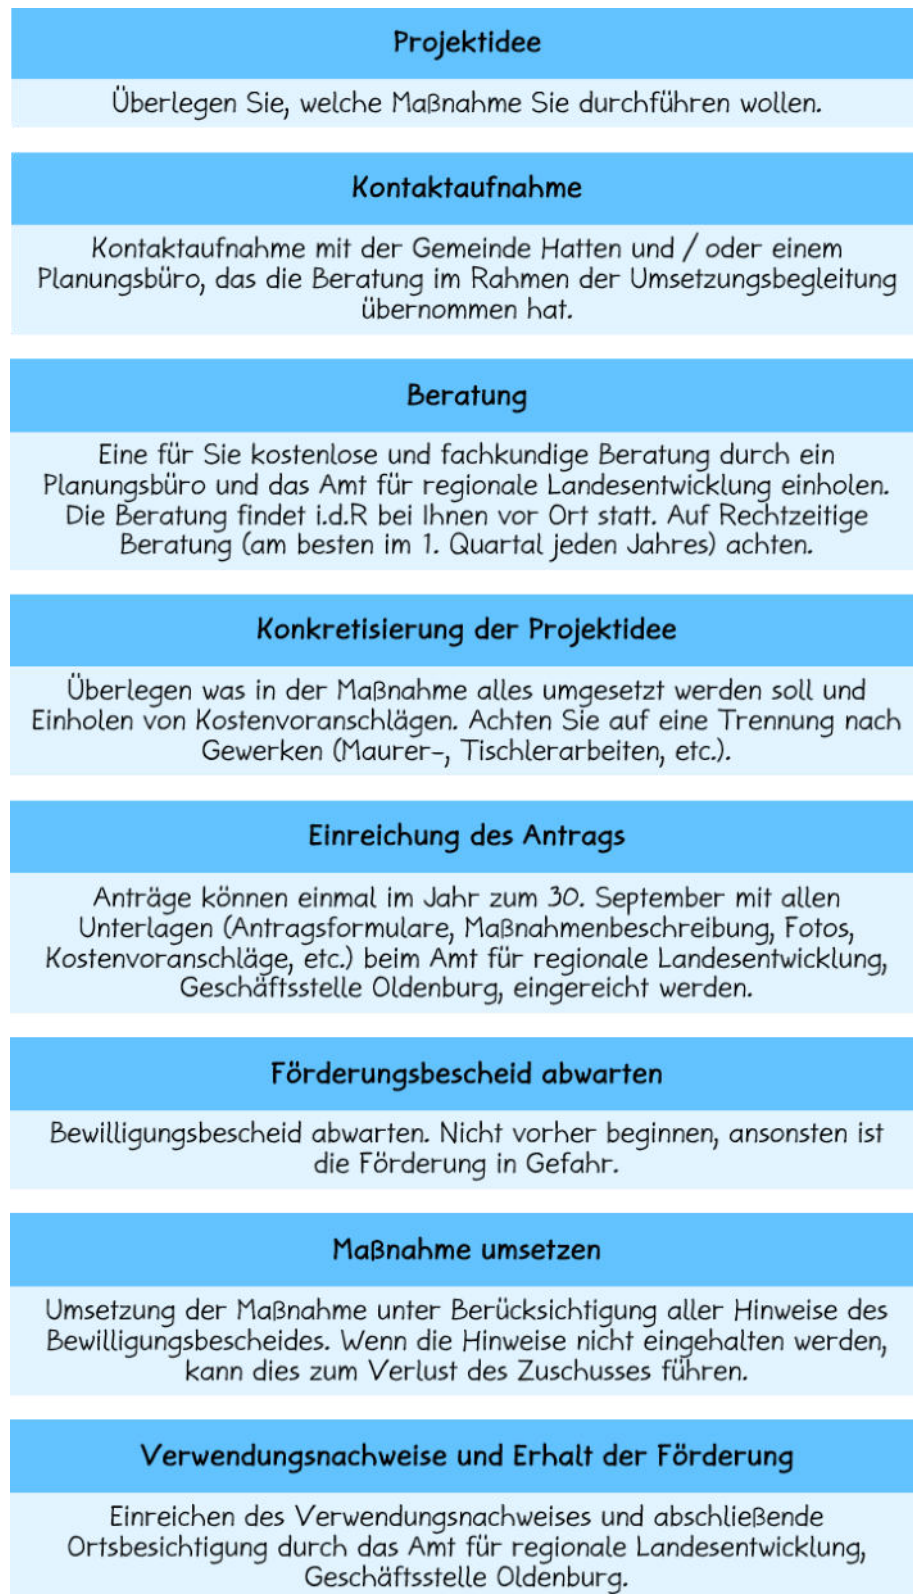 Projektidee
Überlegen Sie, welche Maßnahme Sie durchführen wollen.
Kontaktaufnahme
Kontaktaufnahme mit der Gemeinde Hatten und / oder einem
Planungsbüro, das die Beratung im Rahmen der Umsetzungsbegleitung
übernommen hat.
Beratung
Eine für Sie kostenlose und fachkundige Beratung durch ein
Planungsbüro und das Amt für regionale Landesentwicklung einholen.
Die Beratung findet i.d.R bei Ihnen vor Ort statt. Auf Rechtzeitige
Beratung (am besten im 1. Quartal jeden Jahres) achten.
Konkretisierung der Projektidee
Überlegen was in der Maßnahme alles umgesetzt werden soll und
Einholen von Kostenvoranschlägen. Achten Sie auf eine Trennung nach
Gewerken (Maurer-, Tischlerarbeiten, etc.).
Einreichung des Antrags
Anträge können einmal im Jahr zum 30. September mit allen
Unterlagen (Antragsformulare, Maßnahmenbeschreibung, Fotos,
Kostenvoranschläge, etc.) beim Amt für regionale Landesentwicklung,
Geschäftsstelle Oldenburg, eingereicht werden.
Förderungsbescheid abwarten
Bewilligungsbescheid abwarten. Nicht vorher beginnen, ansonsten ist
die Förderung in Gefahr.
Maßnahme umsetzen
Umsetzung der Maßnahme unter Berücksichtigung aller Hinweise des
Bewilligungsbescheides. Wenn die Hinweise nicht eingehalten werden,
kann dies zum Verlust des Zuschusses führen.
Verwendungsnachweise und Erhalt der Förderung
Einreichen des Verwendungsnachweises und abschließende
Ortsbesichtigung durch das Amt für regionale Landesentwicklung,
Geschäftsstelle Oldenburg.